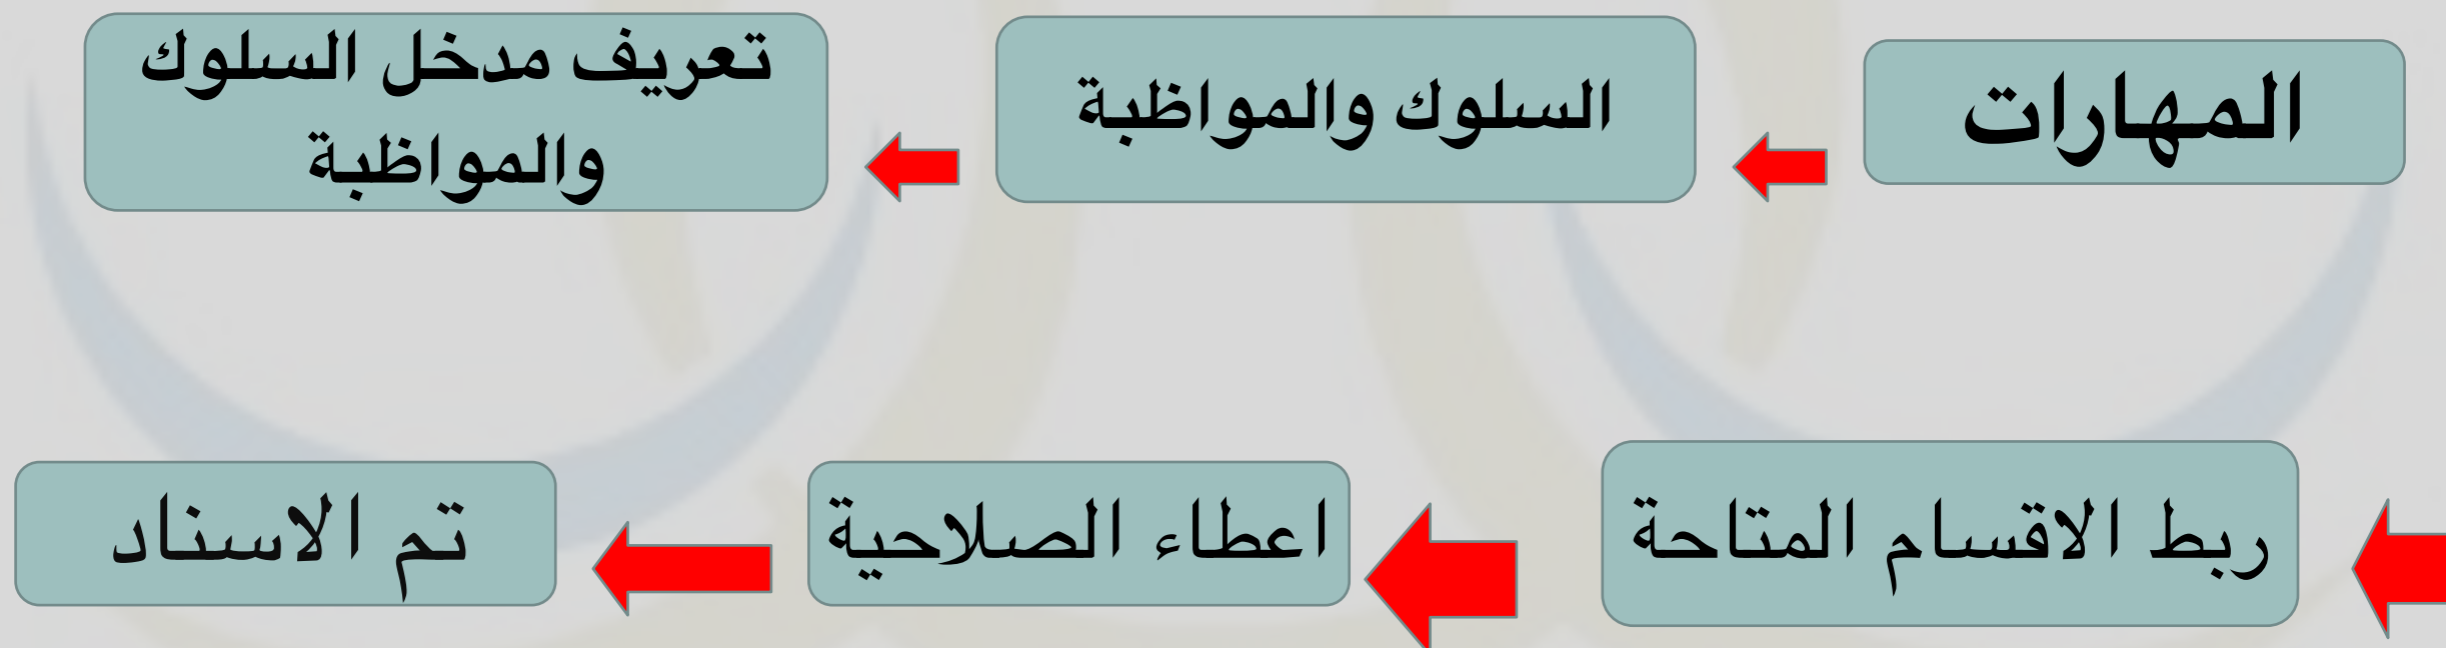 المهارات
السلوك والمواظبة
تعريف مدخل السلوك
والمواظبة
ربط الاقسام المتاحة
اعطاء الصلاحية
تم الاسناد